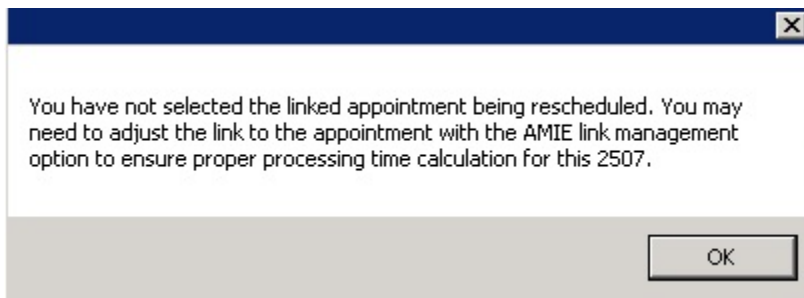 You have not selected the linked appointment being rescheduled. You may
need to adjust the link to the appointment with the AMIE link management
option to ensure proper processing time calculation for this 2507.
OK